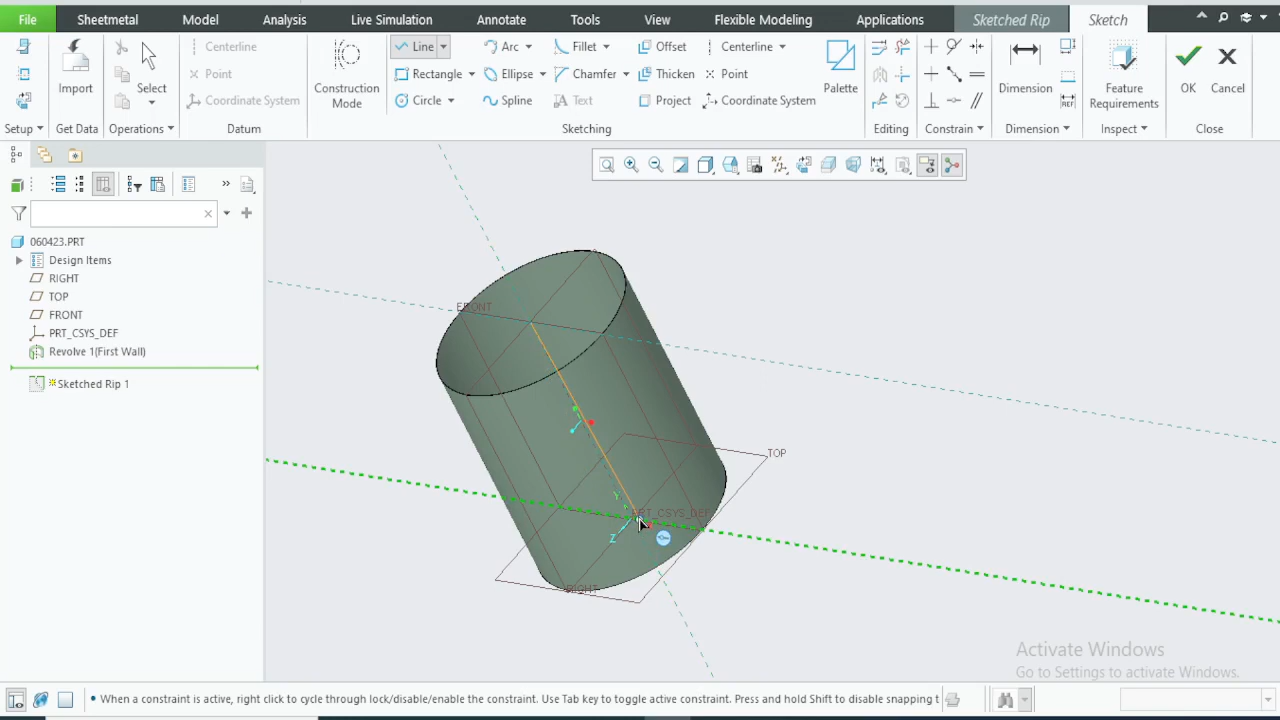 File Sheetmetal Model Analysis Live Simulation Annotate Tools View Flexible Modeling Applications Sketched Rip Sketch
Centerline Line Arc Fillet Offset Centerline
Import Select Point Construction Mode Rectangle Ellipse Chamfer Thicken Point Palette Dimension Feature Requirements OK Cancel
Coordinate System Circle Spline Text Project Coordinate System REF
Setup Get Data Operations Datum Sketching Editing Constrain Dimension Inspect Close
060423.PRT
Design Items
RIGHT
TOP
FRONT
PRT_CSYS_DEF
Revolve 1(First Wall)
Sketched Rip 1
FRONT
TOP
Y
PRT_CSYS_DEF
Z
RIGHT
Activate Windows
Go to Settings to activate Windows.
• When a constraint is active, right click to cycle through lock/disable/enable the constraint. Use Tab key to toggle active constraint. Press and hold Shift to disable snapping t